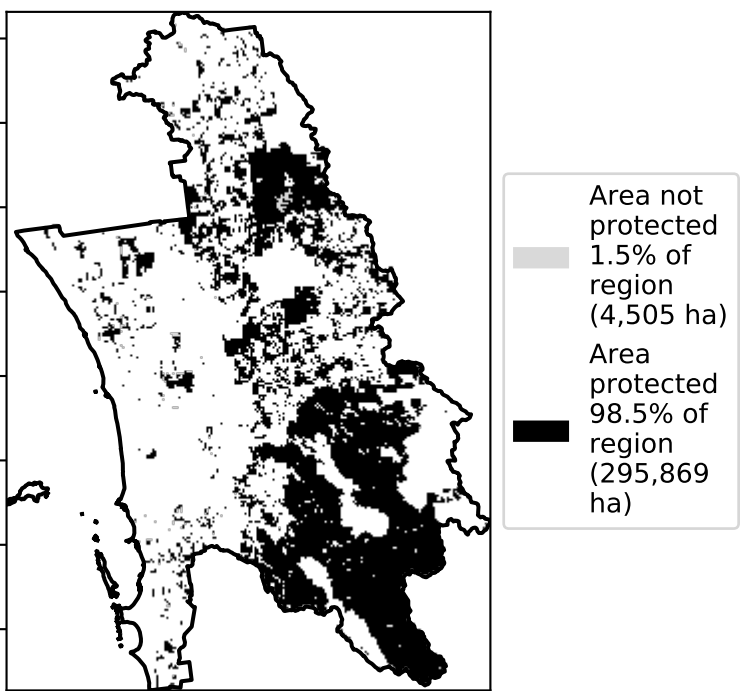 Area not
protected
1.5% of
region
(4,505 ha)
Area
protected
98.5% of
region
(295,869
ha)